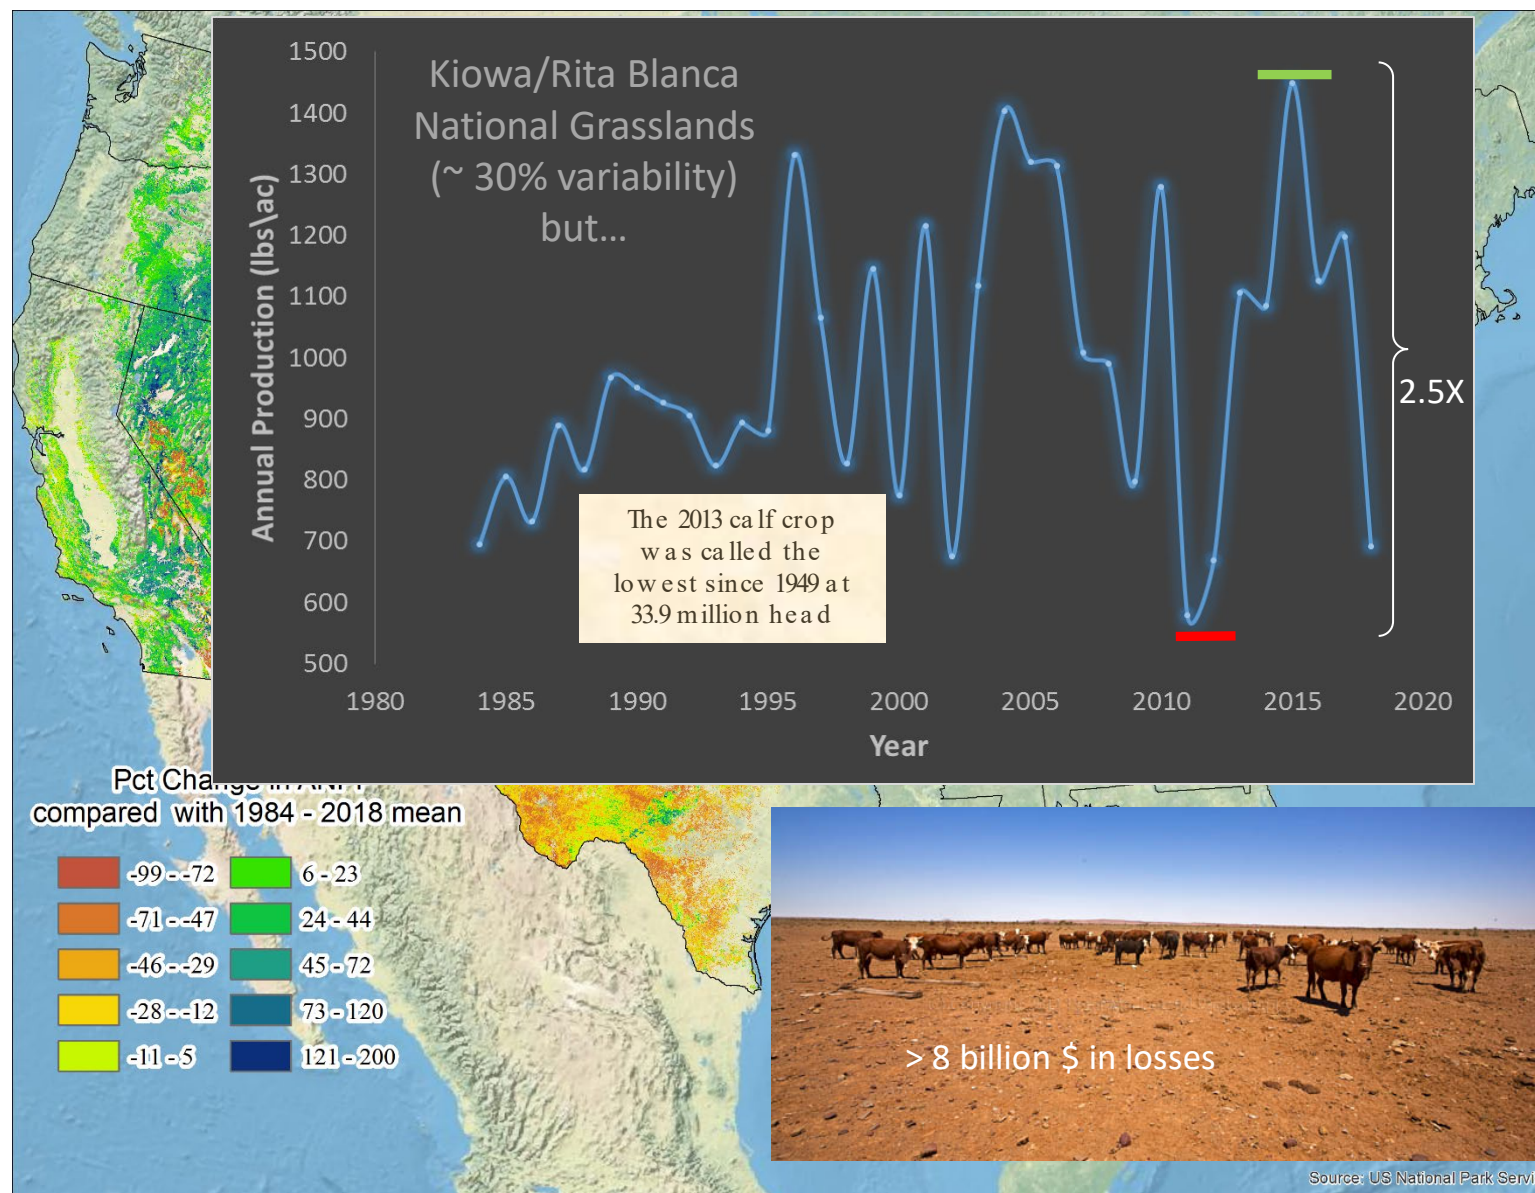 Kiowa/Rita Blanca
National Grasslands
(~ 30% variability)
but...
Annual Production (lbs\ac)
1500
1400
1300
1200
1100
1000
900
800
700
600
500
The 2013 calf crop
was called the
lowest since 1949 at
33.9 million head
2.5X
1980 1985 1990 1995 2000 2005 2010 2015 2020
Year
Pct Change in
compared with 1984 - 2018 mean
-99 - -72
-71 - -47
-46 - -29
-28 - -12
-11 - 5
6 - 23
24 - 44
45 - 72
73 - 120
121 - 200
> 8 billion $ in losses
Source: US National Park